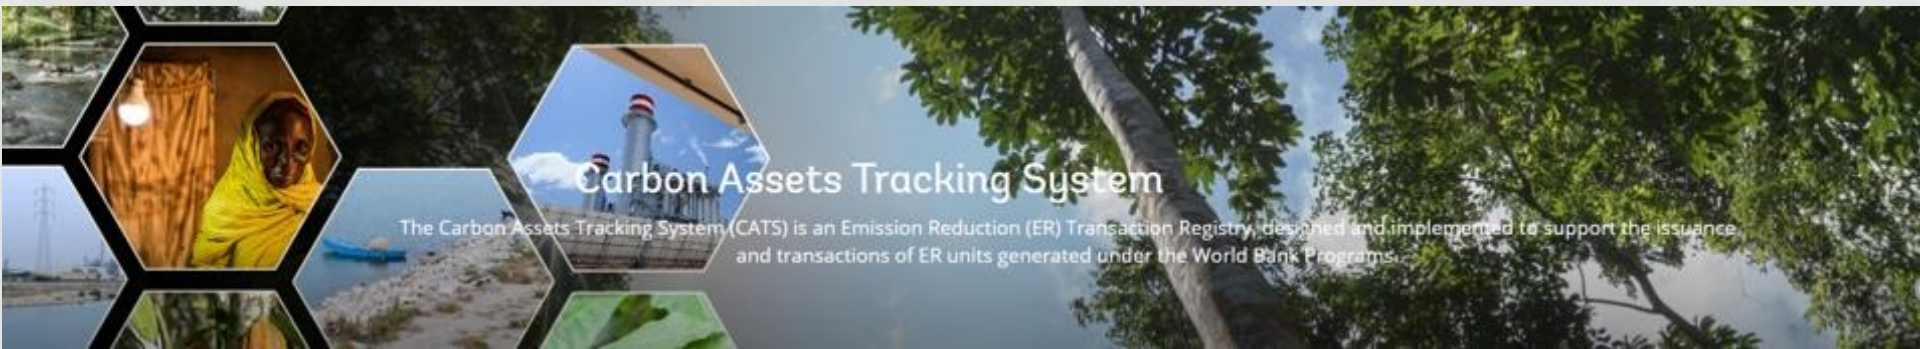 Carbon Assets Tracking System
The Carbon Assets Tracking System (CATS) is an Emission Reduction (ER) Transaction Registry, designed and implemented to support the issuance
and transactions of ER units generated under the World Bank Programs.